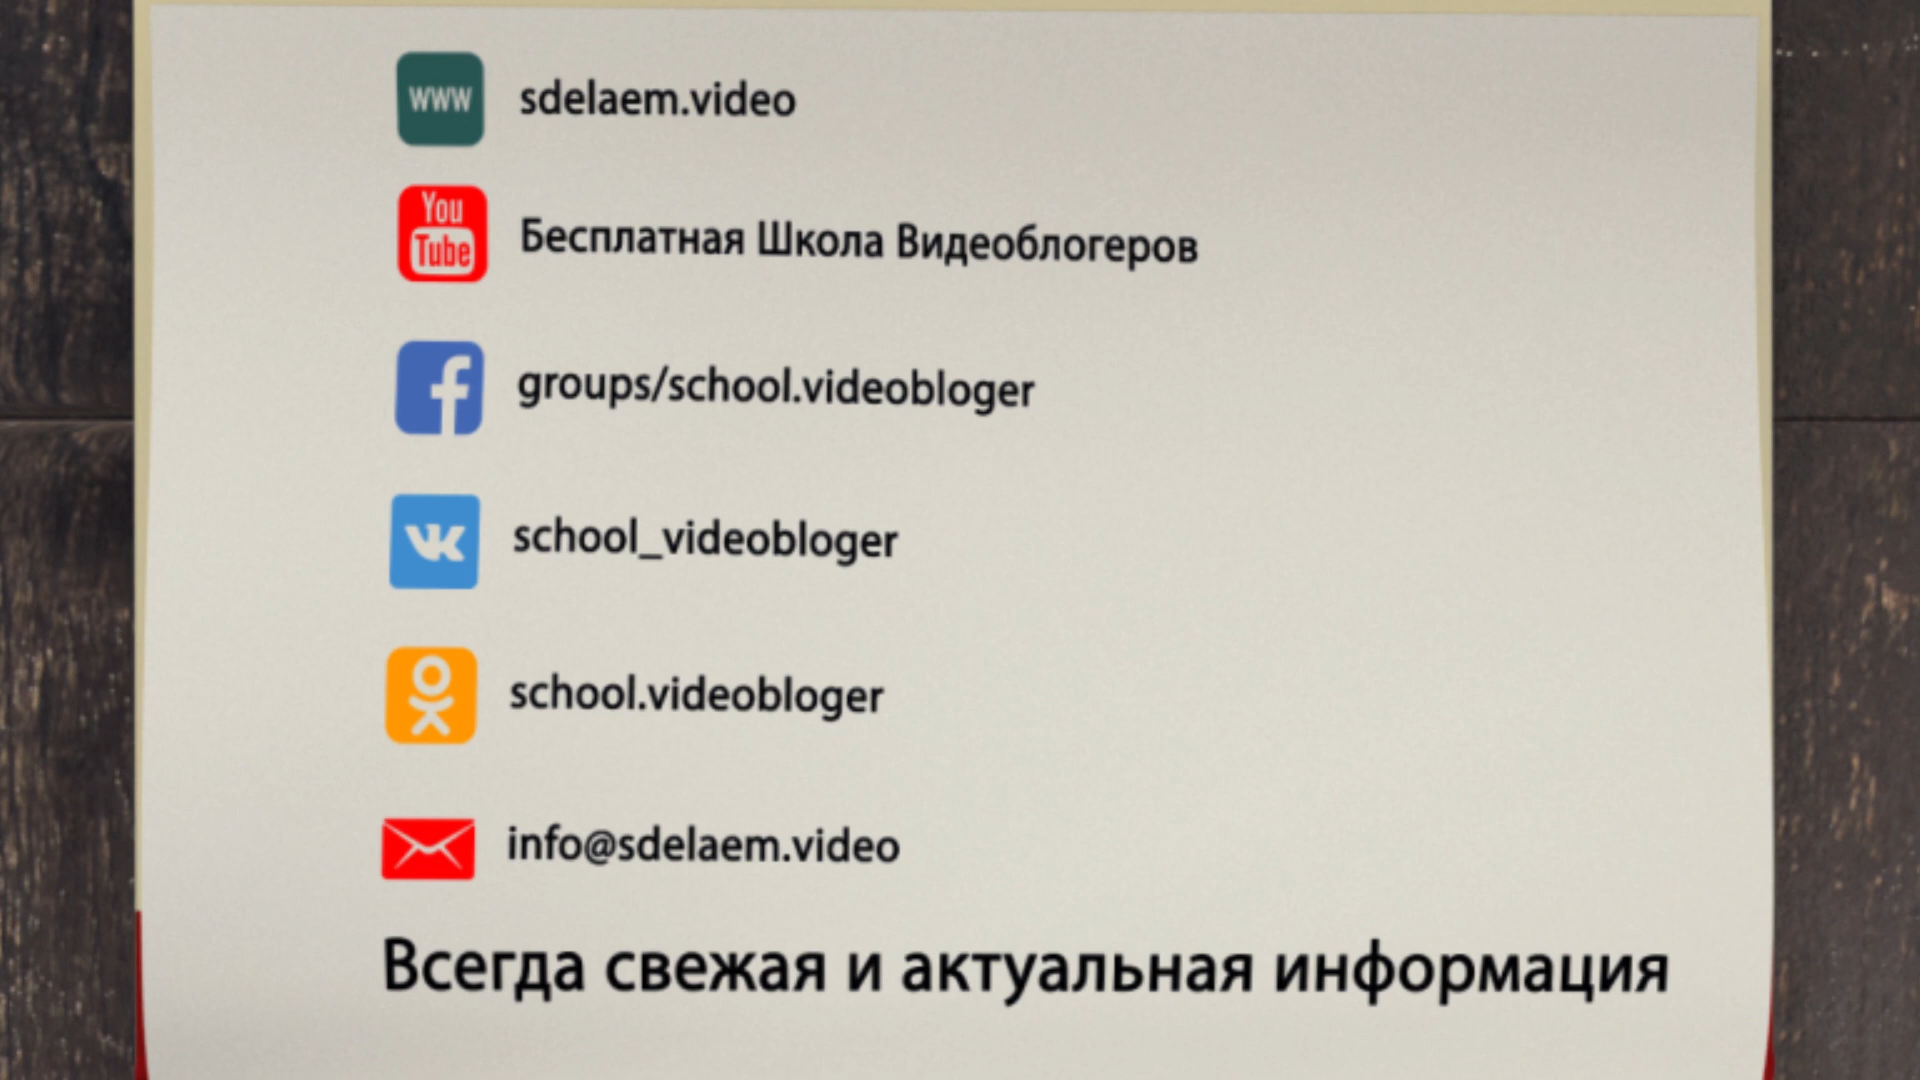 www sdelaem.video
You Tube Бесплатная Школа Видеоблогеров
f groups/school.videobloger
school_videobloger
school.videobloger
info@sdelaem.video
Всегда свежая и актуальная информация